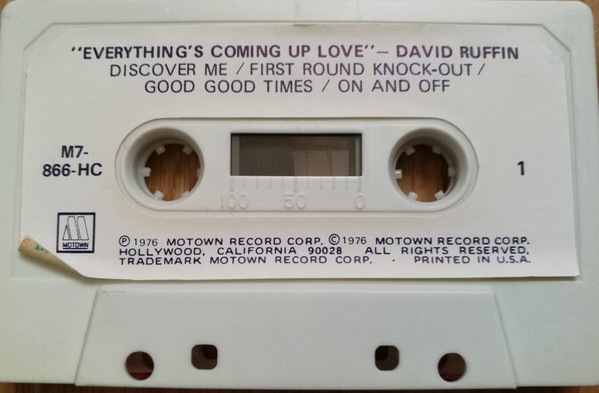 "EVERYTHING'S COMING UP LOVE" — DAVID RUFFIN
DISCOVER ME / FIRST ROUND KNOCK-OUT /
GOOD GOOD TIMES / ON AND OFF
M7-
866-HC
1
100 50 0
MOTOWN
℗ 1976 MOTOWN RECORD CORP. © 1976 MOTOWN RECORD CORP.
HOLLYWOOD, CALIFORNIA 90028 ALL RIGHTS RESERVED.
TRADEMARK MOTOWN RECORD CORP. - PRINTED IN U.S.A.